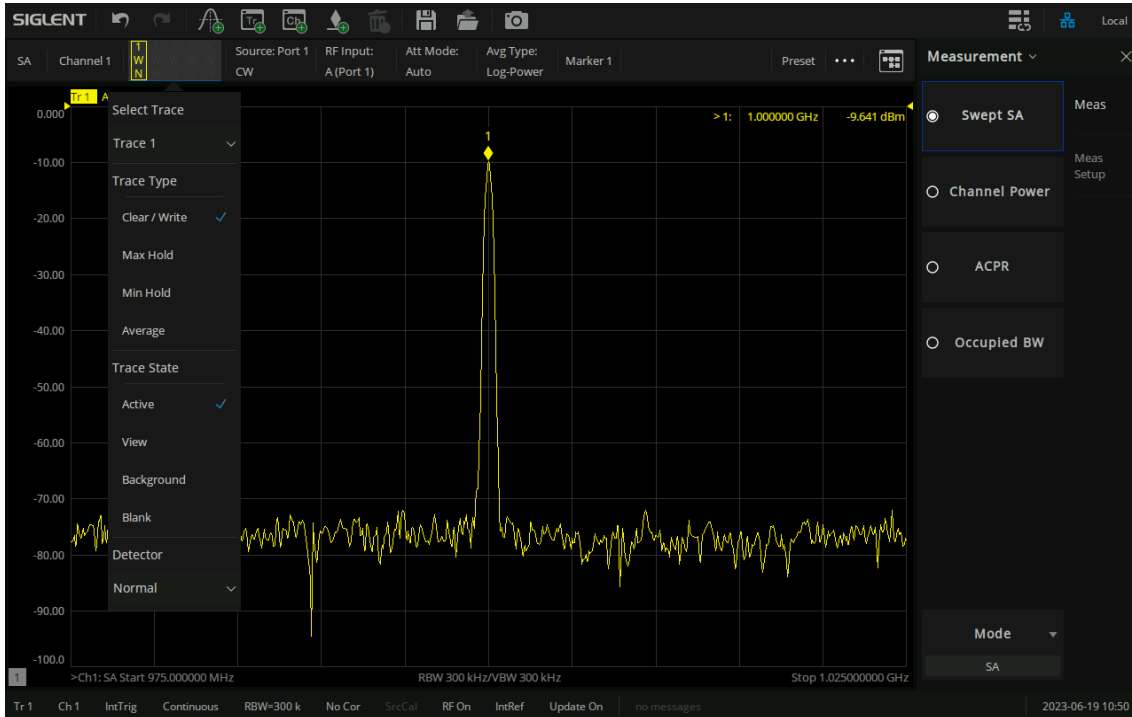 SIGLENT
Tr
Ch
Local
SA
Channel 1
1
W
N
Source: Port 1
CW
RF Input:
A (Port 1)
Att Mode:
Auto
Avg Type:
Log-Power
Marker 1
Preset
Measurement
Tr 1
Select Trace
Trace 1
Trace Type
Clear / Write
Max Hold
Min Hold
Average
Trace State
Active
View
Background
Blank
Detector
Normal
0.000
-10.00
-20.00
-30.00
-40.00
-50.00
-60.00
-70.00
-80.00
-90.00
-100.0
1
> 1: 1.000000 GHz -9.641 dBm
Swept SA
Channel Power
ACPR
Occupied BW
Meas
Meas
Setup
Mode
SA
1
>Ch1: SA Start 975.000000 MHz
RBW 300 kHz/VBW 300 kHz
Stop 1.025000000 GHz
Tr 1
Ch 1
IntTrig
Continuous
RBW=300 k
No Cor
SrcCal
RF On
IntRef
Update On
no messages
2023-06-19 10:50